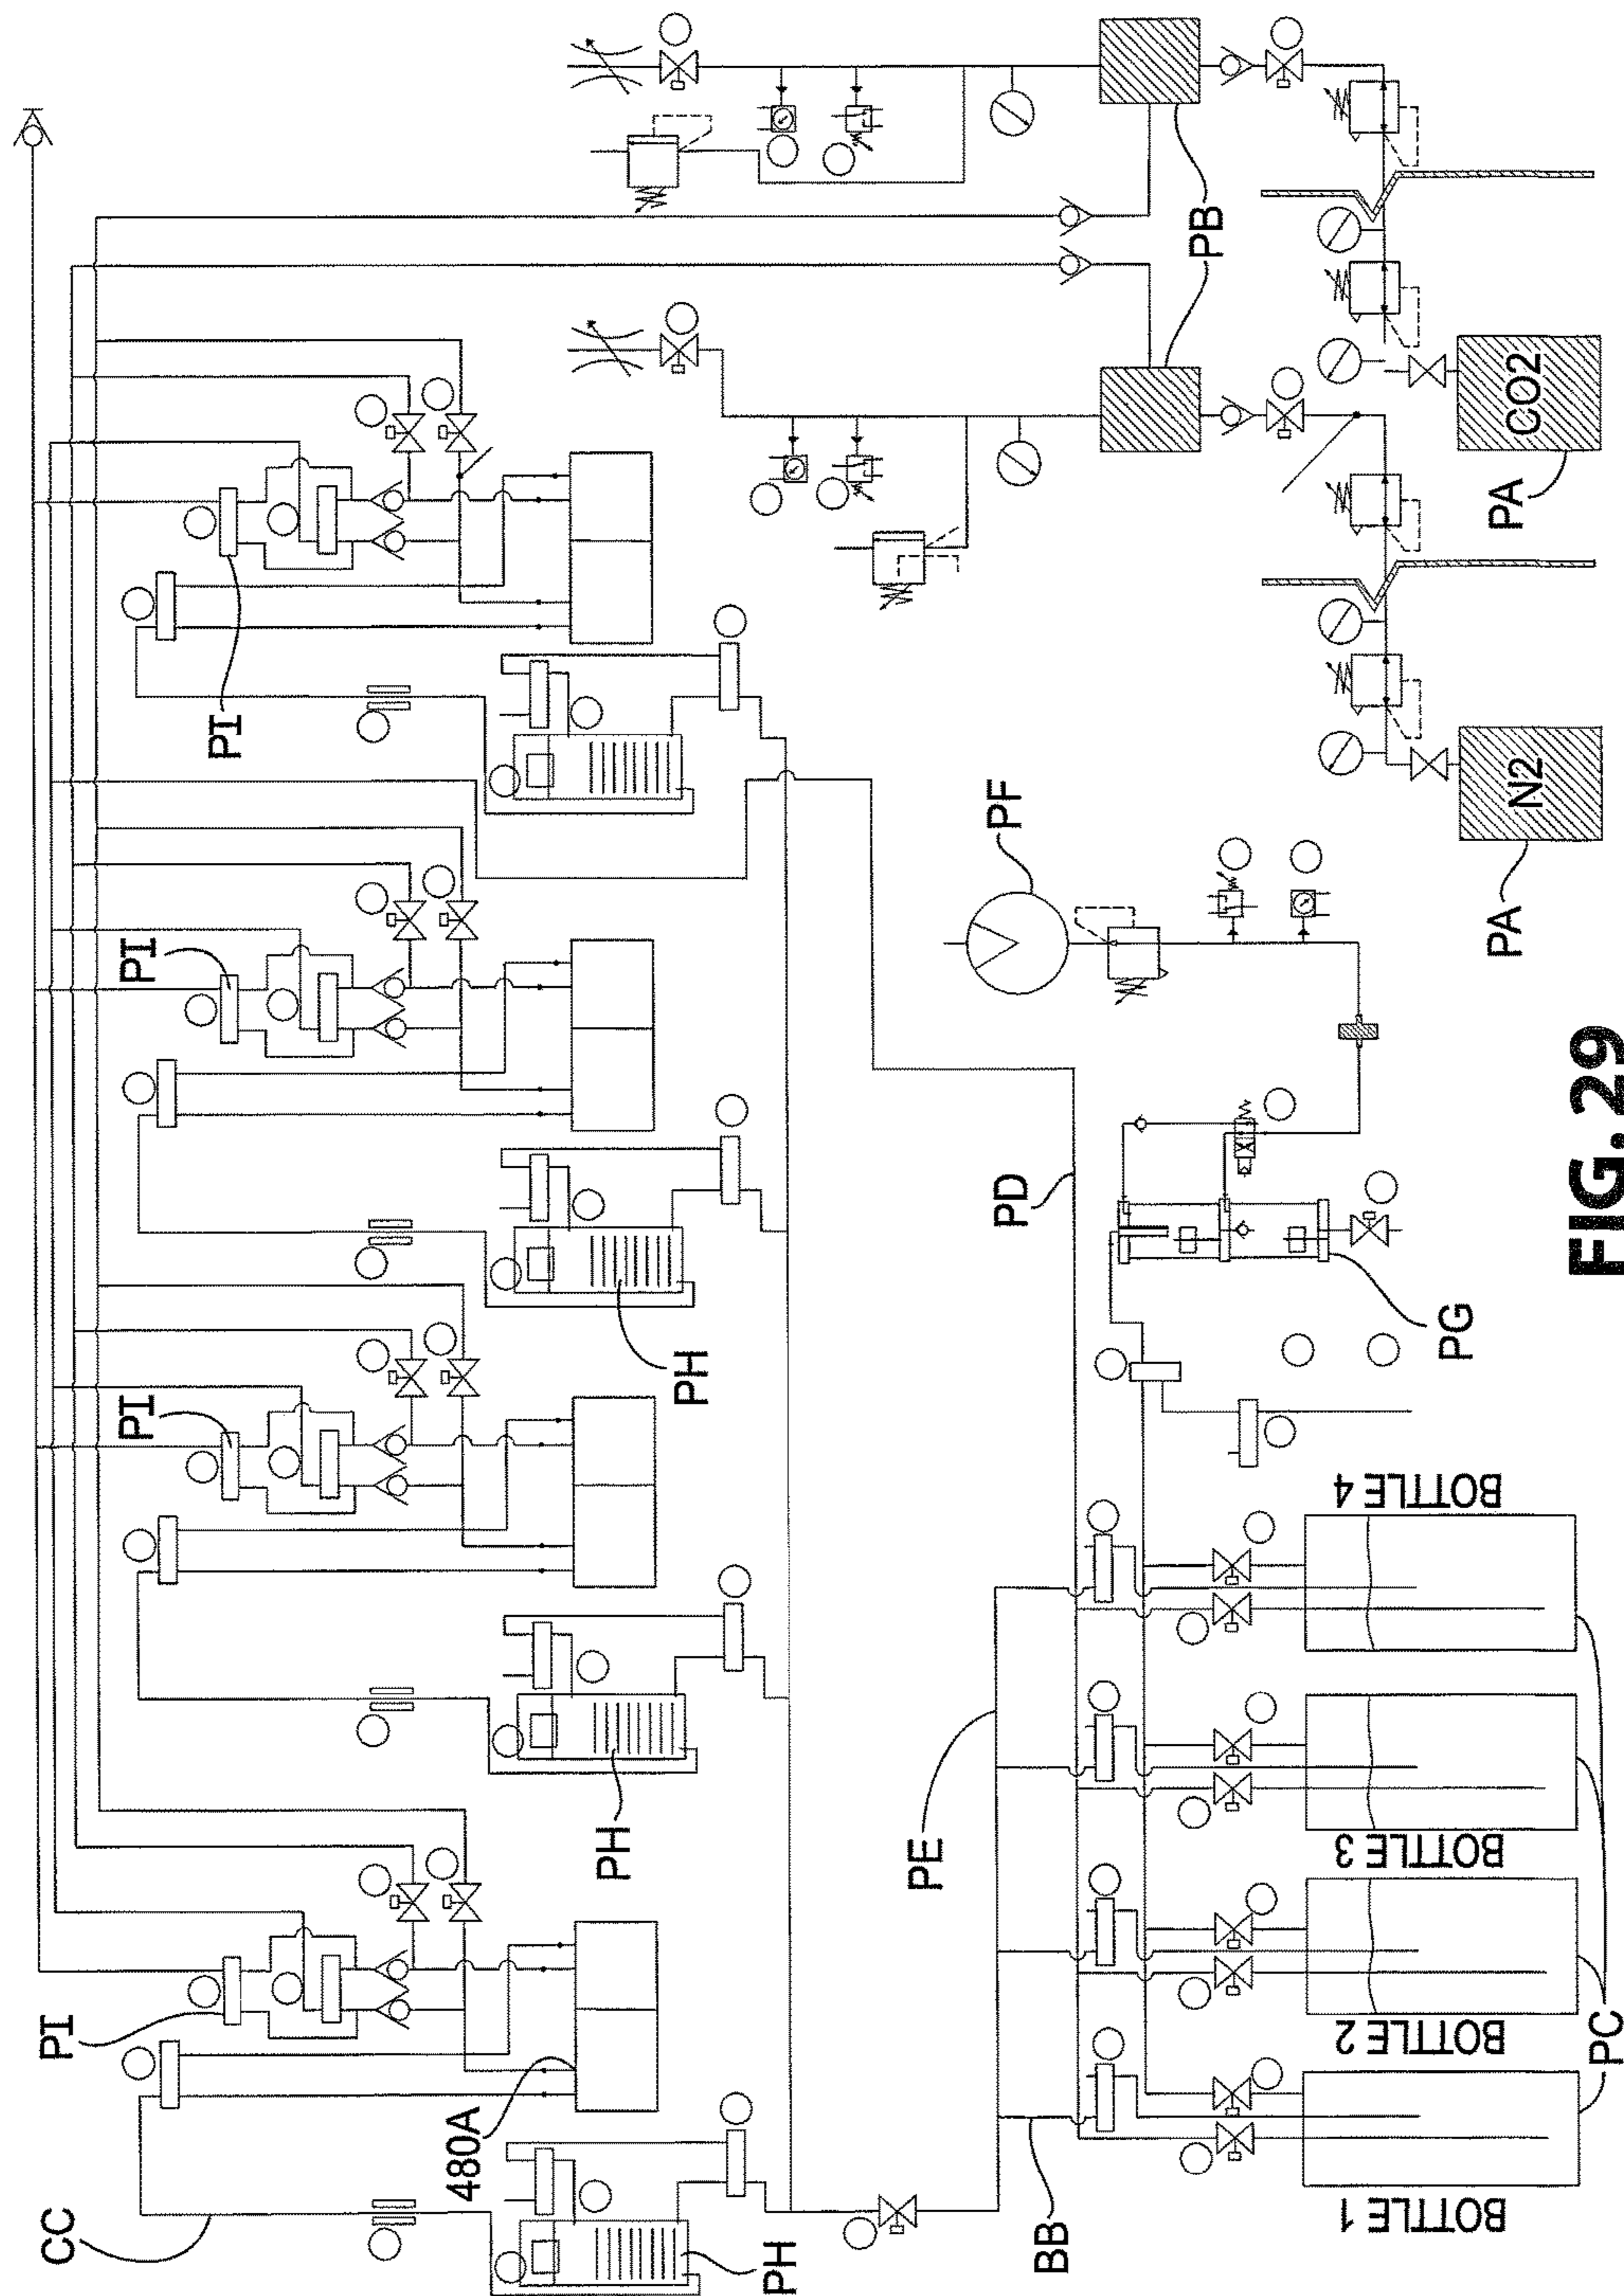 CC
PI
PI
PI
PI
480A
PH
PH
PH
BB
PE
PD
PF
PG
PB
BOTTLE 1
BOTTLE 2
BOTTLE 3
BOTTLE 4
PC
N2
PA
CO2
PA
FIG. 29